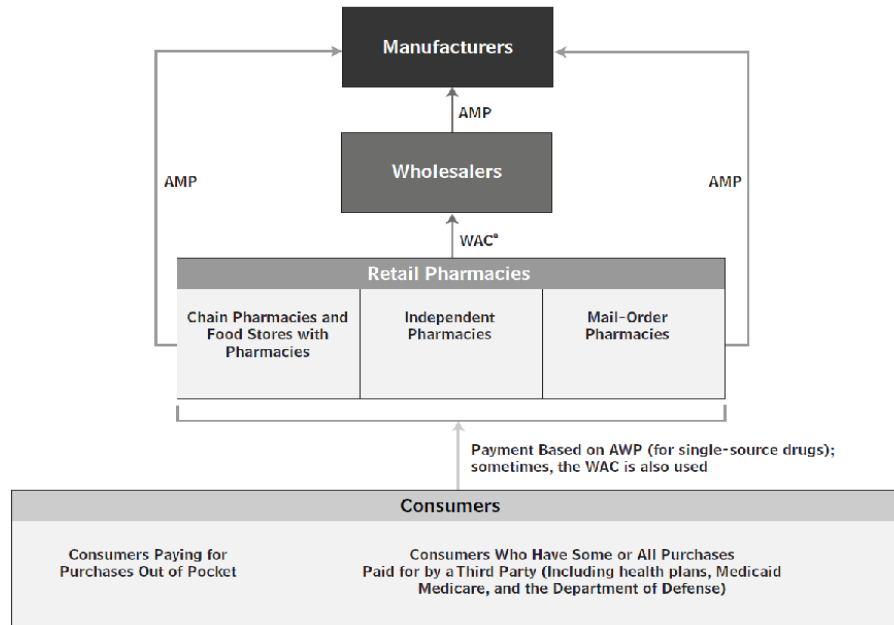 Manufacturers
AMP
Wholesalers
AMP
AMP
WACª
Retail Pharmacies
Chain Pharmacies and
Food Stores with
Pharmacies
Independent
Pharmacies
Mail-Order
Pharmacies
Payment Based on AWP (for single-source drugs);
sometimes, the WAC is also used
Consumers
Consumers Paying for
Purchases Out of Pocket
Consumers Who Have Some or All Purchases
Paid for by a Third Party (Including health plans, Medicaid
Medicare, and the Department of Defense)